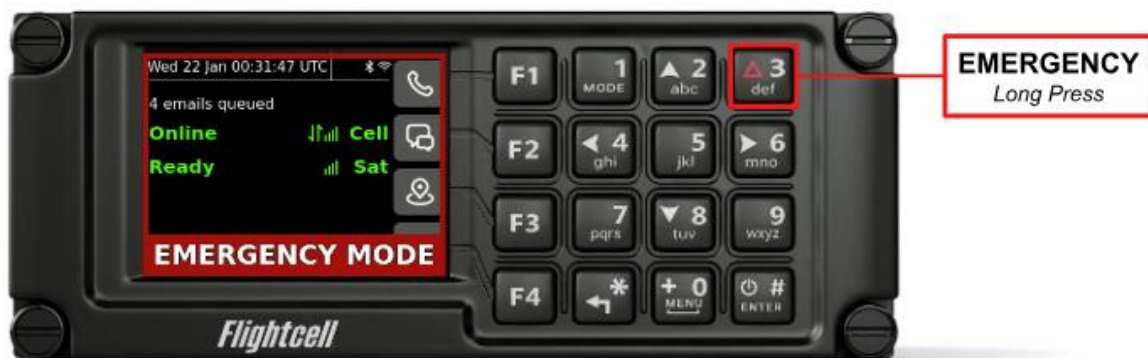 Wed 22 Jan 00:31:47 UTC
4 emails queued
Online Cell
Ready Sat
EMERGENCY MODE
Flightcell
F1 1 2 3
MODE abc def
F2 4 5 6
ghi jkl mno
F3 7 8 9
pqrs tuv wxyz
F4 * + 0 #
MENU ENTER
EMERGENCY
Long Press